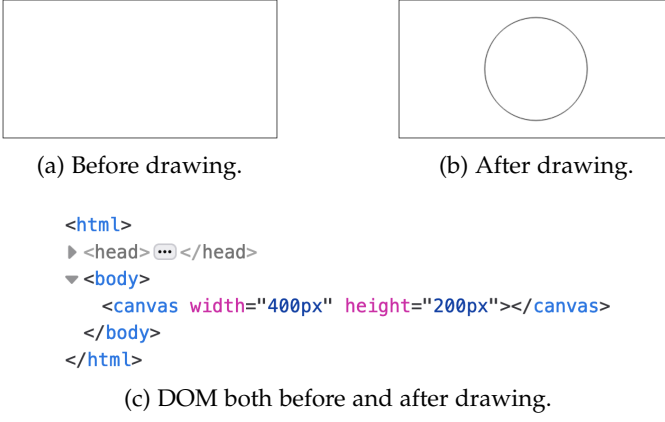 (a) Before drawing.
(b) After drawing.
<html>
<head>···</head>
<body>
<canvas width="400px" height="200px"></canvas>
</body>
</html>
(c) DOM both before and after drawing.